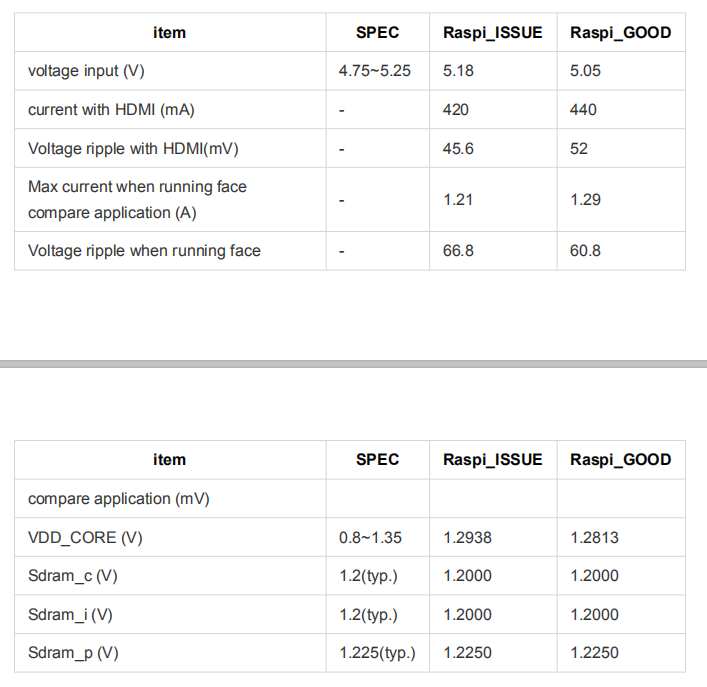 item SPEC Raspi_ISSUE Raspi_GOOD
voltage input (V) 4.75~5.25 5.18 5.05
current with HDMI (mA) - 420 440
Voltage ripple with HDMI(mV) - 45.6 52
Max current when running face
compare application (A) - 1.21 1.29
Voltage ripple when running face - 66.8 60.8
item SPEC Raspi_ISSUE Raspi_GOOD
compare application (mV)
VDD_CORE (V) 0.8~1.35 1.2938 1.2813
Sdram_c (V) 1.2(typ.) 1.2000 1.2000
Sdram_i (V) 1.2(typ.) 1.2000 1.2000
Sdram_p (V) 1.225(typ.) 1.2250 1.2250